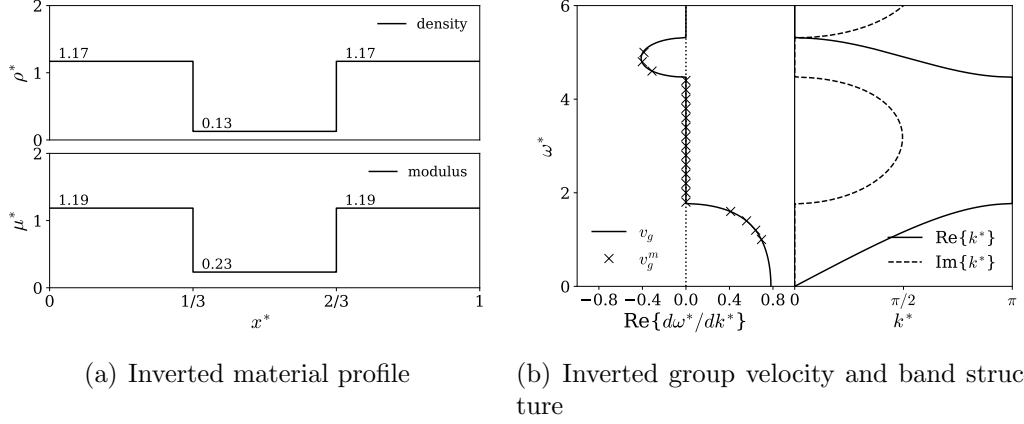 2
density
1.17
1.17
ρ*
1
0.13
0
2
modulus
1.19
1.19
μ*
1
0.23
0
0
1/3
2/3
1
x*
6
4
ω*
2
v_g
v_g^m
0
−0.8
−0.4
0.0
0.4
0.8
Re{dω*/dk*}
Re{k*}
Im{k*}
0
π/2
π
k*
(a) Inverted material profile
(b) Inverted group velocity and band struc
ture